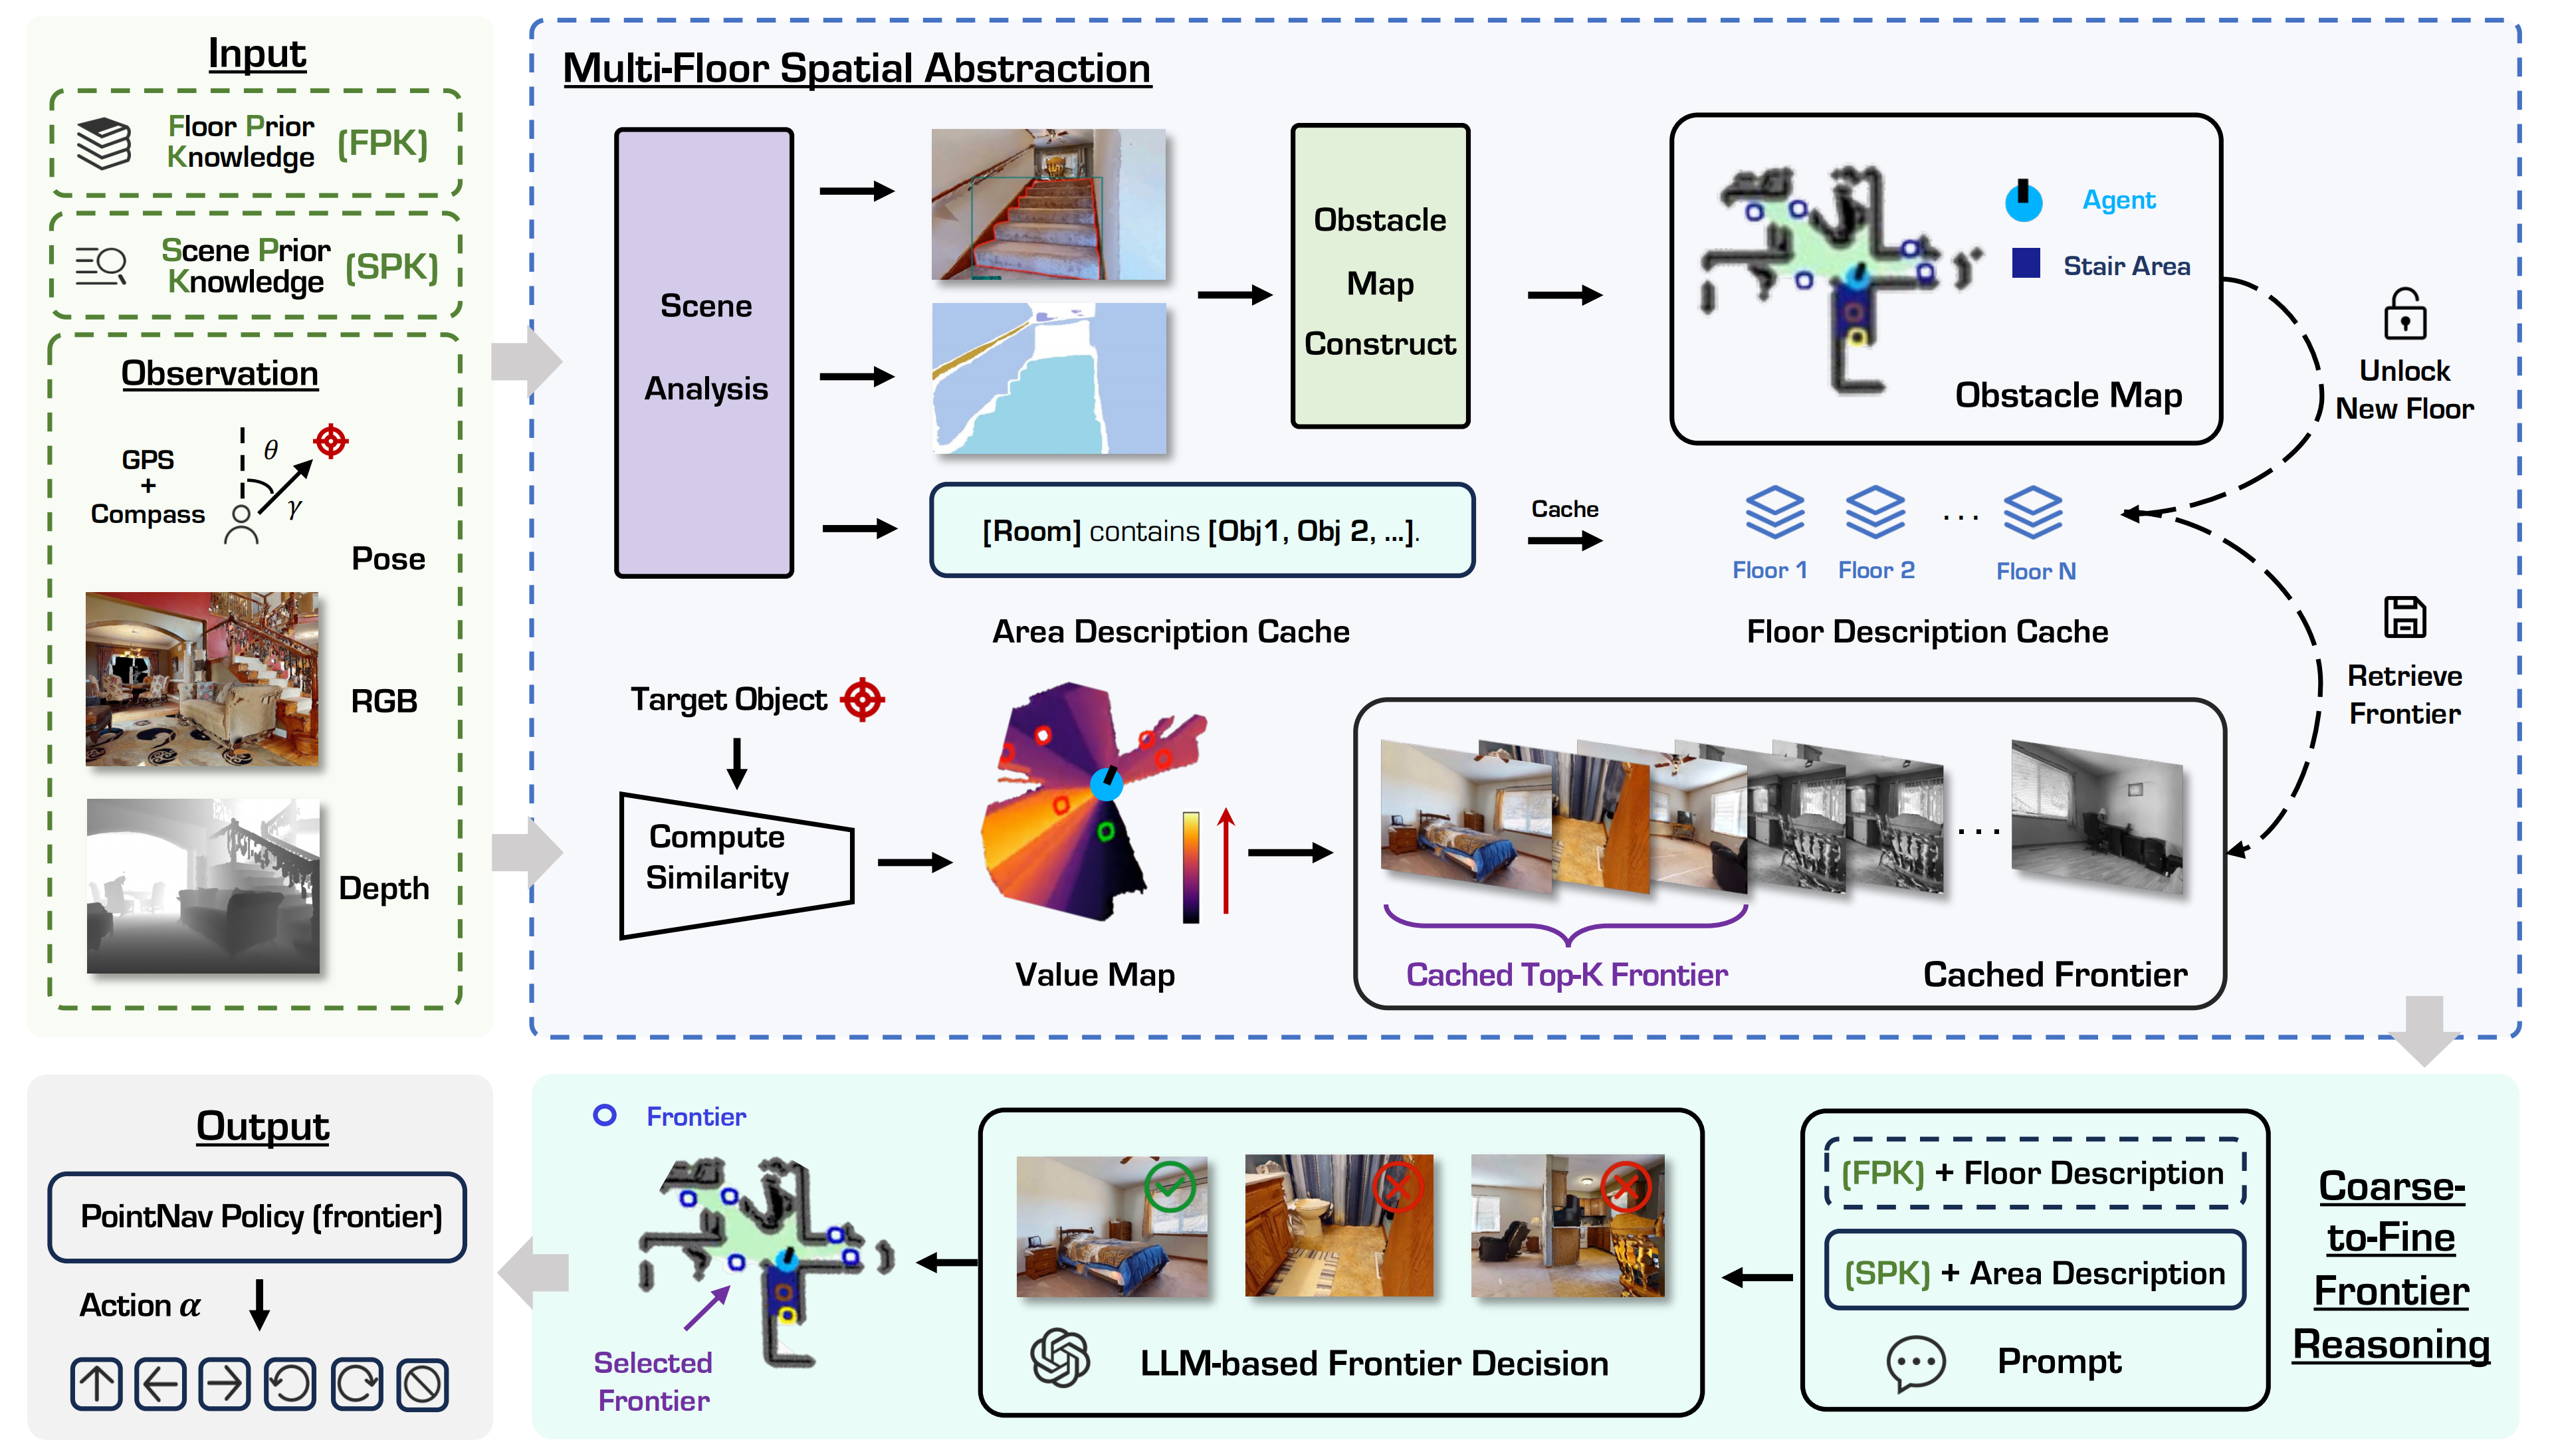 Input
Floor Prior
Knowledge
(FPK)
Scene Prior
Knowledge
(SPK)
Observation
GPS
+
Compass
θ
γ
Pose
RGB
Depth
Multi-Floor Spatial Abstraction
Scene
Analysis
Obstacle
Map
Construct
Agent
Stair Area
Obstacle Map
Unlock
New Floor
[Room] contains [Obj1, Obj 2, ...].
Cache
Floor 1
Floor 2
...
Floor N
Area Description Cache
Floor Description Cache
Retrieve
Frontier
Target Object
Compute
Similarity
Value Map
...
Cached Top-K Frontier
Cached Frontier
Coarse-
to-Fine
Frontier
Reasoning
(FPK) + Floor Description
(SPK) + Area Description
Prompt
LLM-based Frontier Decision
Frontier
Selected
Frontier
Output
PointNav Policy (frontier)
Action α